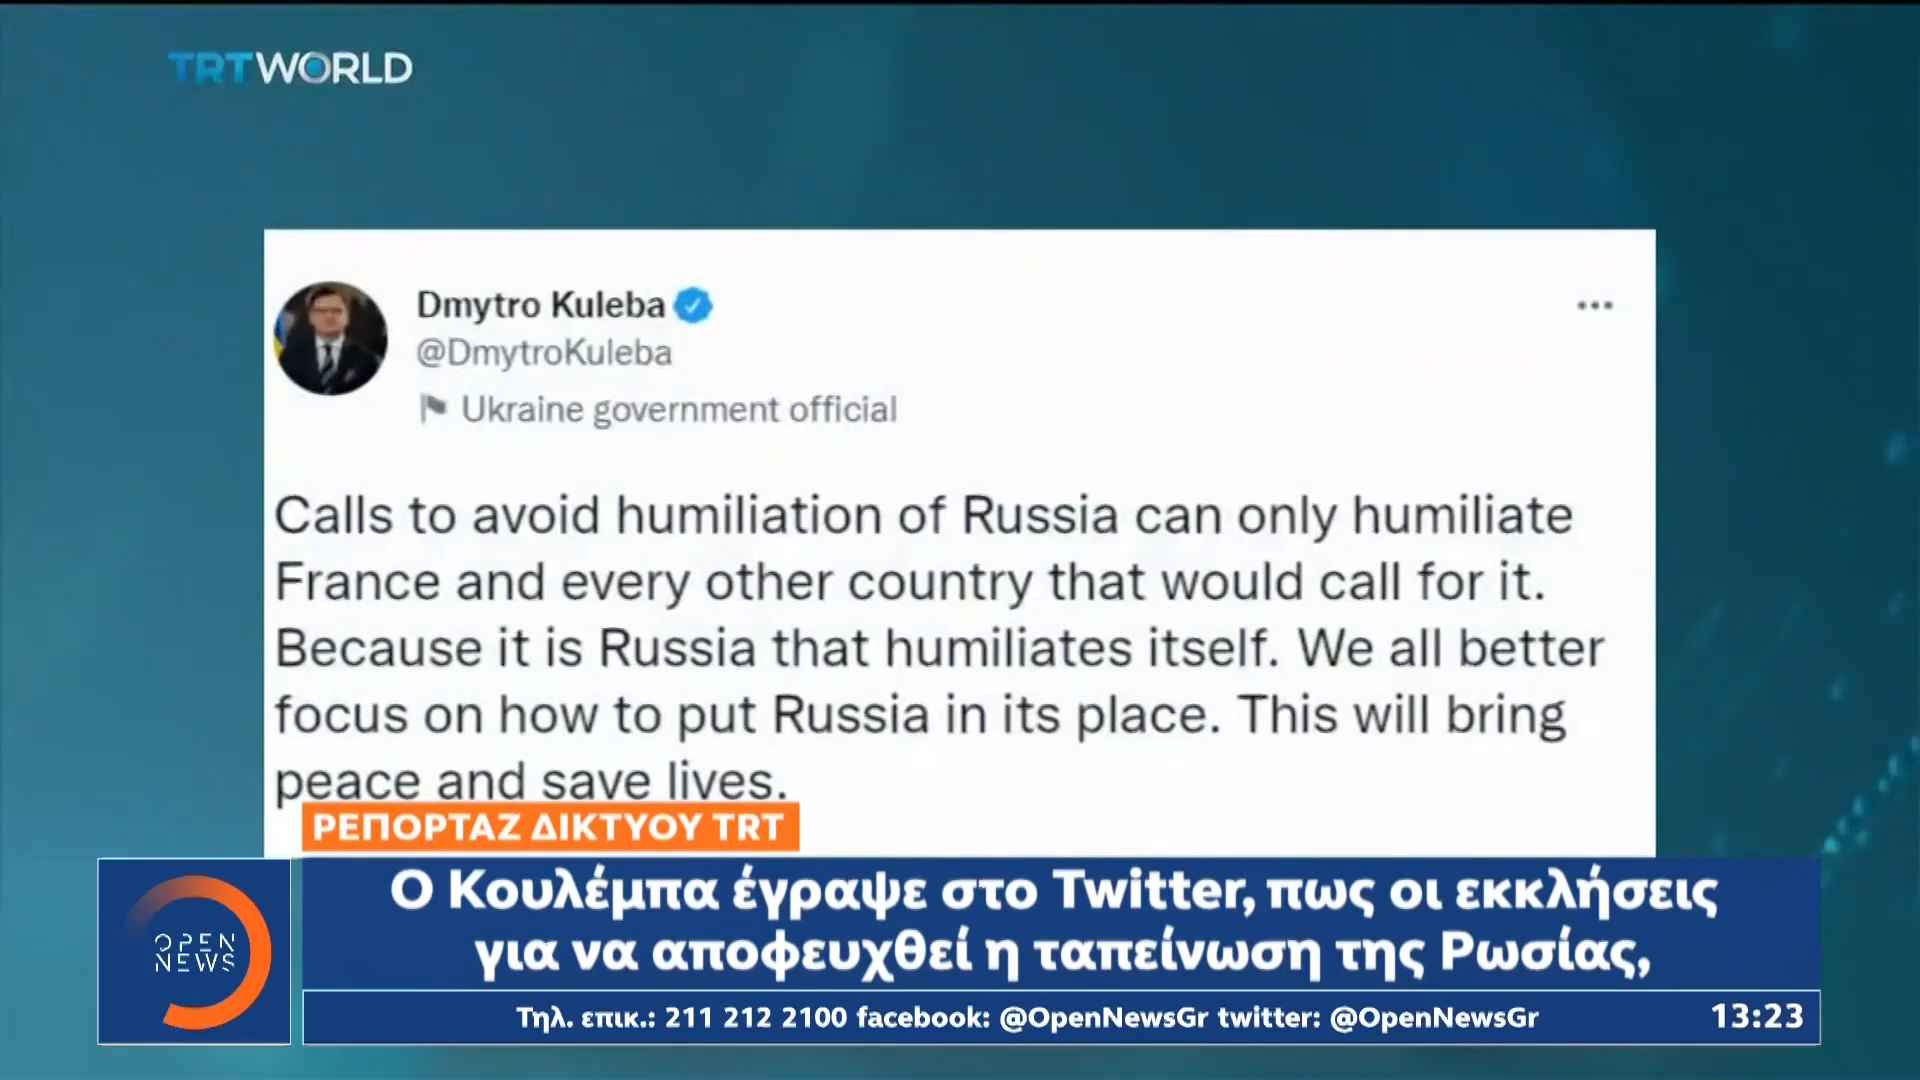 TRT WORLD
Dmytro Kuleba
@DmytroKuleba
Ukraine government official
Calls to avoid humiliation of Russia can only humiliate
France and every other country that would call for it.
Because it is Russia that humiliates itself. We all better
focus on how to put Russia in its place. This will bring
peace and save lives.
ΡΕΠΟΡΤΑΖ ΔΙΚΤΥΟΥ TRT
Ο Κουλέμπα έγραψε στο Twitter, πως οι εκκλήσεις
για να αποφευχθεί η ταπείνωση της Ρωσίας,
OPEN
NEWS
Τηλ. επικ.: 211 212 2100 facebook: @OpenNewsGr twitter: @OpenNewsGr
13:23